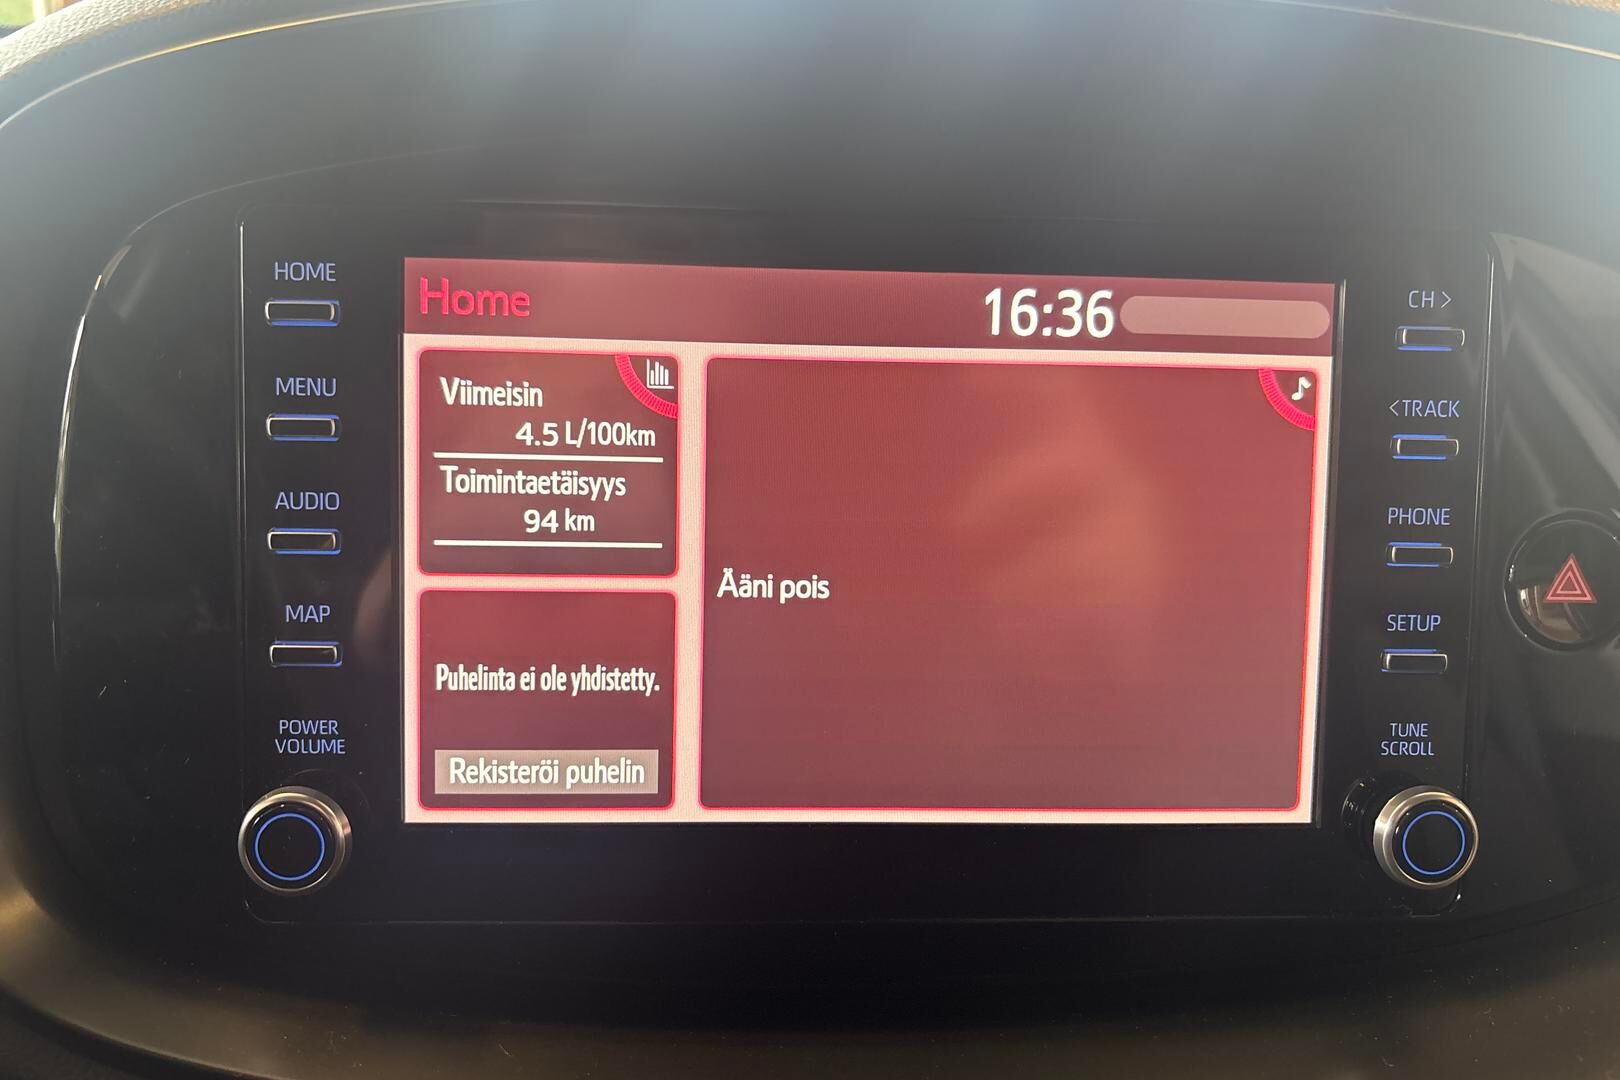 HOME
MENU
AUDIO
MAP
POWER
VOLUME
Home
16:36
Viimeisin
4.5 L/100km
Toimintaetäisyys
94 km
Puhelinta ei ole yhdistetty.
Rekisteröi puhelin
Ääni pois
CH >
< TRACK
PHONE
SETUP
TUNE
SCROLL